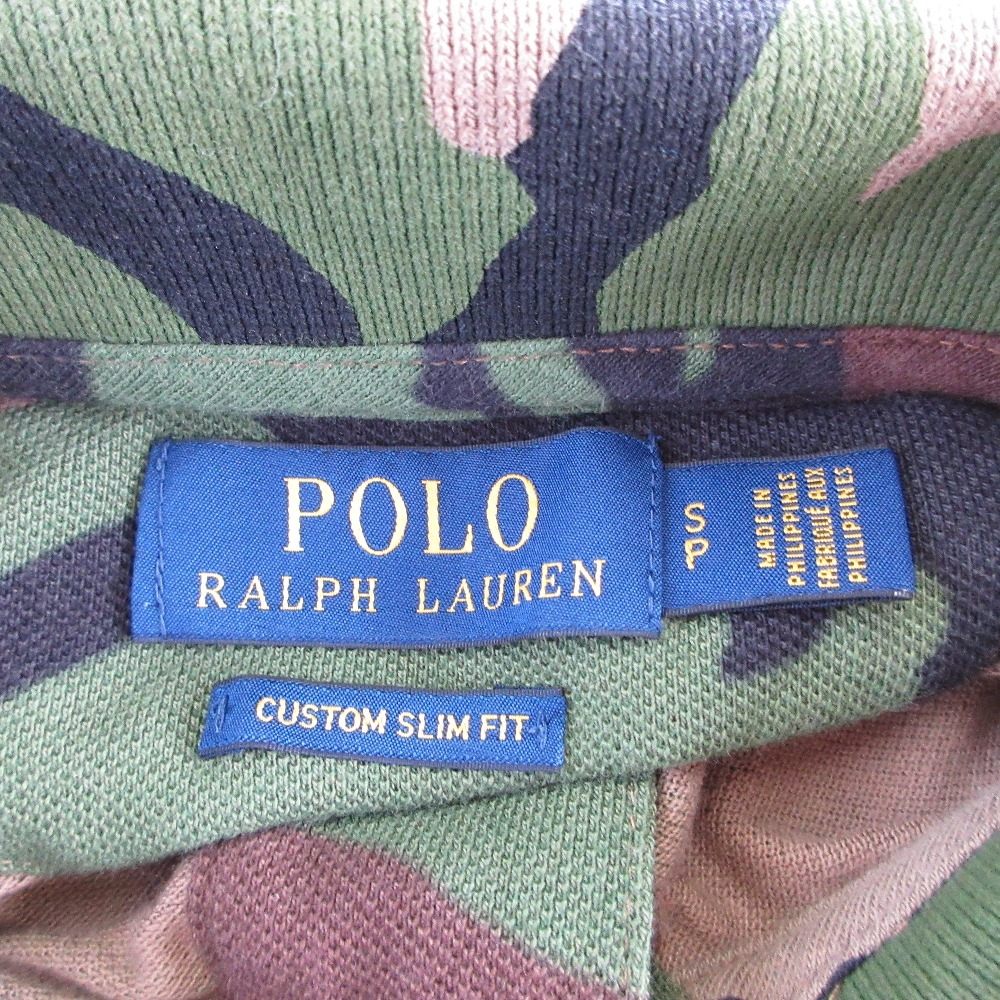 POLO
RALPH LAUREN
S
P
MADE IN
PHILIPPINES
FABRIQUÉ AUX
PHILIPPINES
CUSTOM SLIM FIT